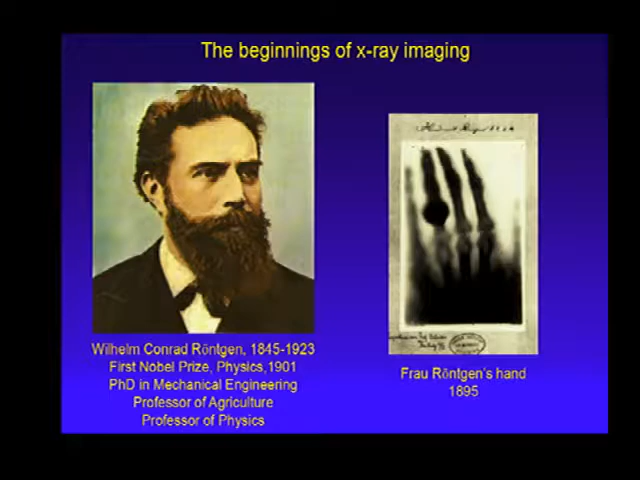 The beginnings of x-ray imaging
Wilhelm Conrad Röntgen, 1845-1923
First Nobel Prize, Physics,1901
PhD in Mechanical Engineering
Professor of Agriculture
Professor of Physics
Frau Röntgen's hand
1895